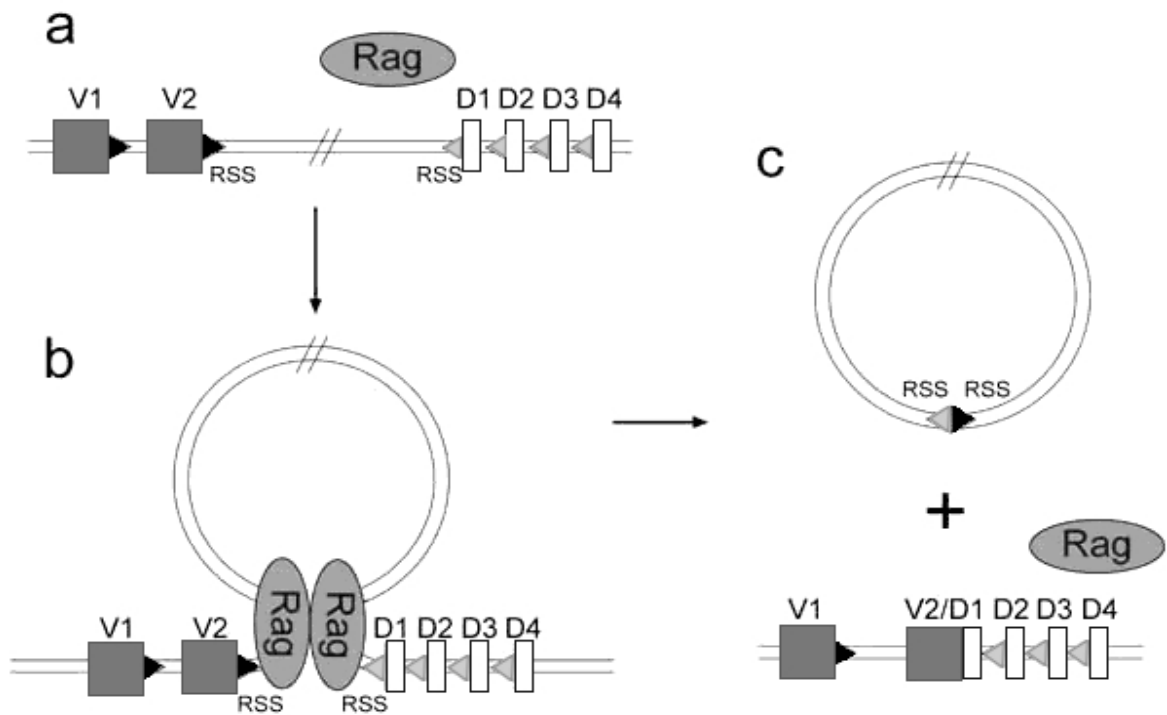 a
Rag
V1 V2 D1 D2 D3 D4
RSS RSS
b
Rag Rag
V1 V2 D1 D2 D3 D4
RSS RSS
c
RSS RSS
+
Rag
V1 V2/D1 D2 D3 D4